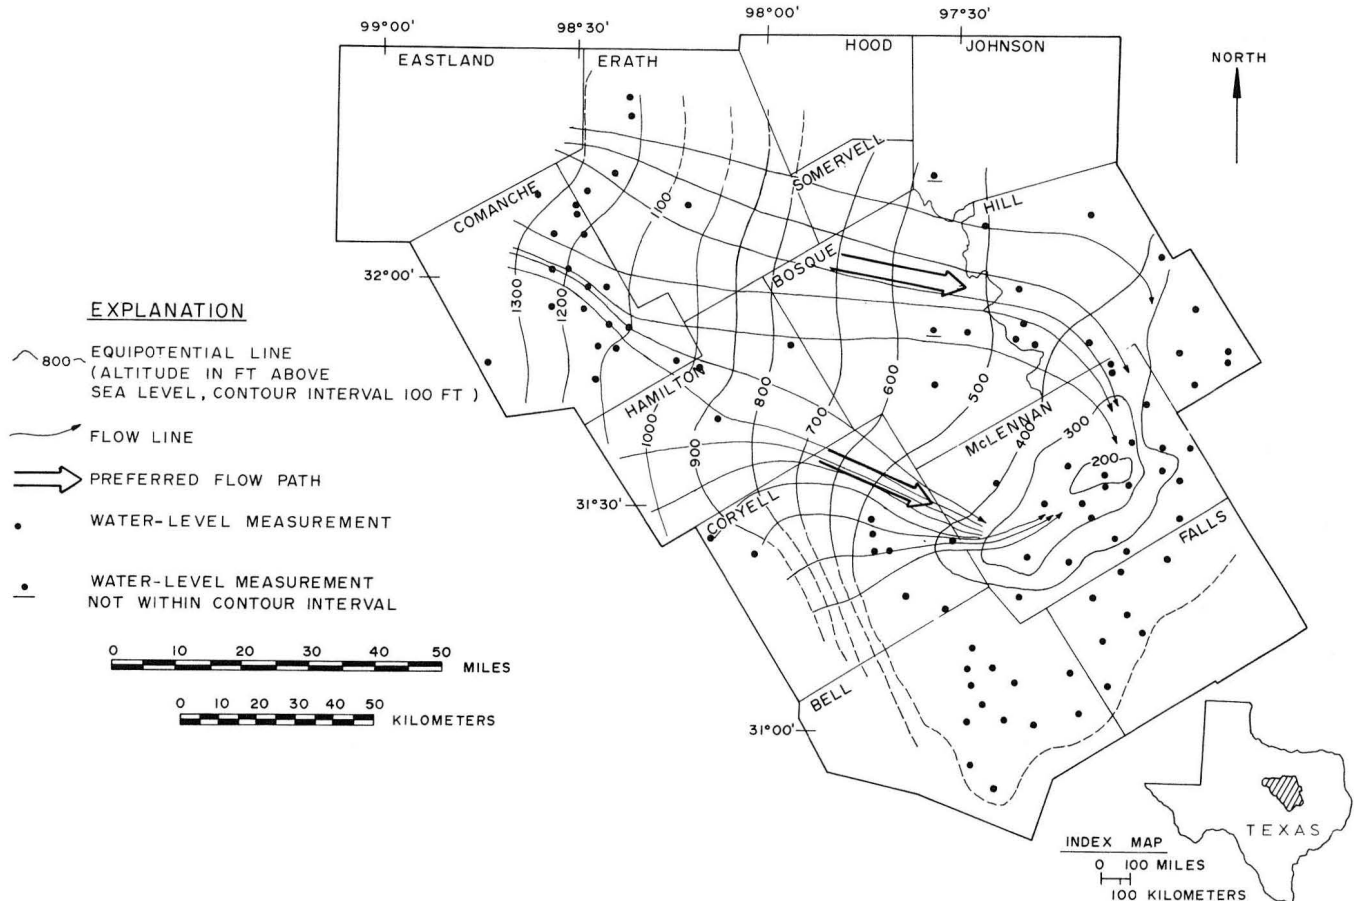 99°00'
98°30'
98°00'
97°30'
EASTLAND
ERATH
HOOD
JOHNSON
NORTH
SOMERVELL
COMANCHE
1100
HILL
BOSQUE
32°00'
1300
1200
EXPLANATION
800
EQUIPOTENTIAL LINE
(ALTITUDE IN FT ABOVE
SEA LEVEL, CONTOUR INTERVAL 100 FT)
FLOW LINE
PREFERRED FLOW PATH
WATER-LEVEL MEASUREMENT
WATER-LEVEL MEASUREMENT
NOT WITHIN CONTOUR INTERVAL
HAMILTON
1000
900
800
700
600
500
400
300
200
McLENNAN
31°30'
CORYELL
FALLS
BELL
31°00'
0 10 20 30 40 50
MILES
0 10 20 30 40 50
KILOMETERS
TEXAS
INDEX MAP
0 100 MILES
100 KILOMETERS